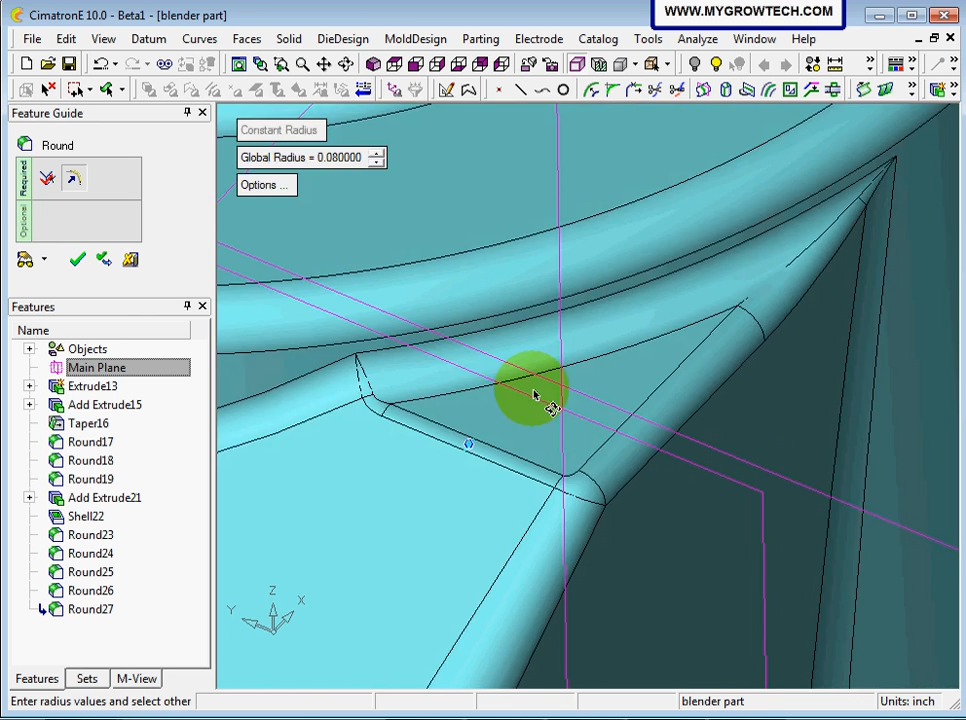 CimatronE 10.0 - Beta1 - [blender part]
WWW.MYGROWTECH.COM
File Edit View Datum Curves Faces Solid DieDesign MoldDesign Parting Electrode Catalog Tools Analyze Window Help
Feature Guide
Round
Required
Optional
Constant Radius
Global Radius = 0.080000
Options ...
Features
Name
Objects
Main Plane
Extrude13
Add Extrude15
Taper16
Round17
Round18
Round19
Add Extrude21
Shell22
Round23
Round24
Round25
Round26
Round27
Z
Y X
Features Sets M-View
Enter radius values and select other
blender part
Units: inch